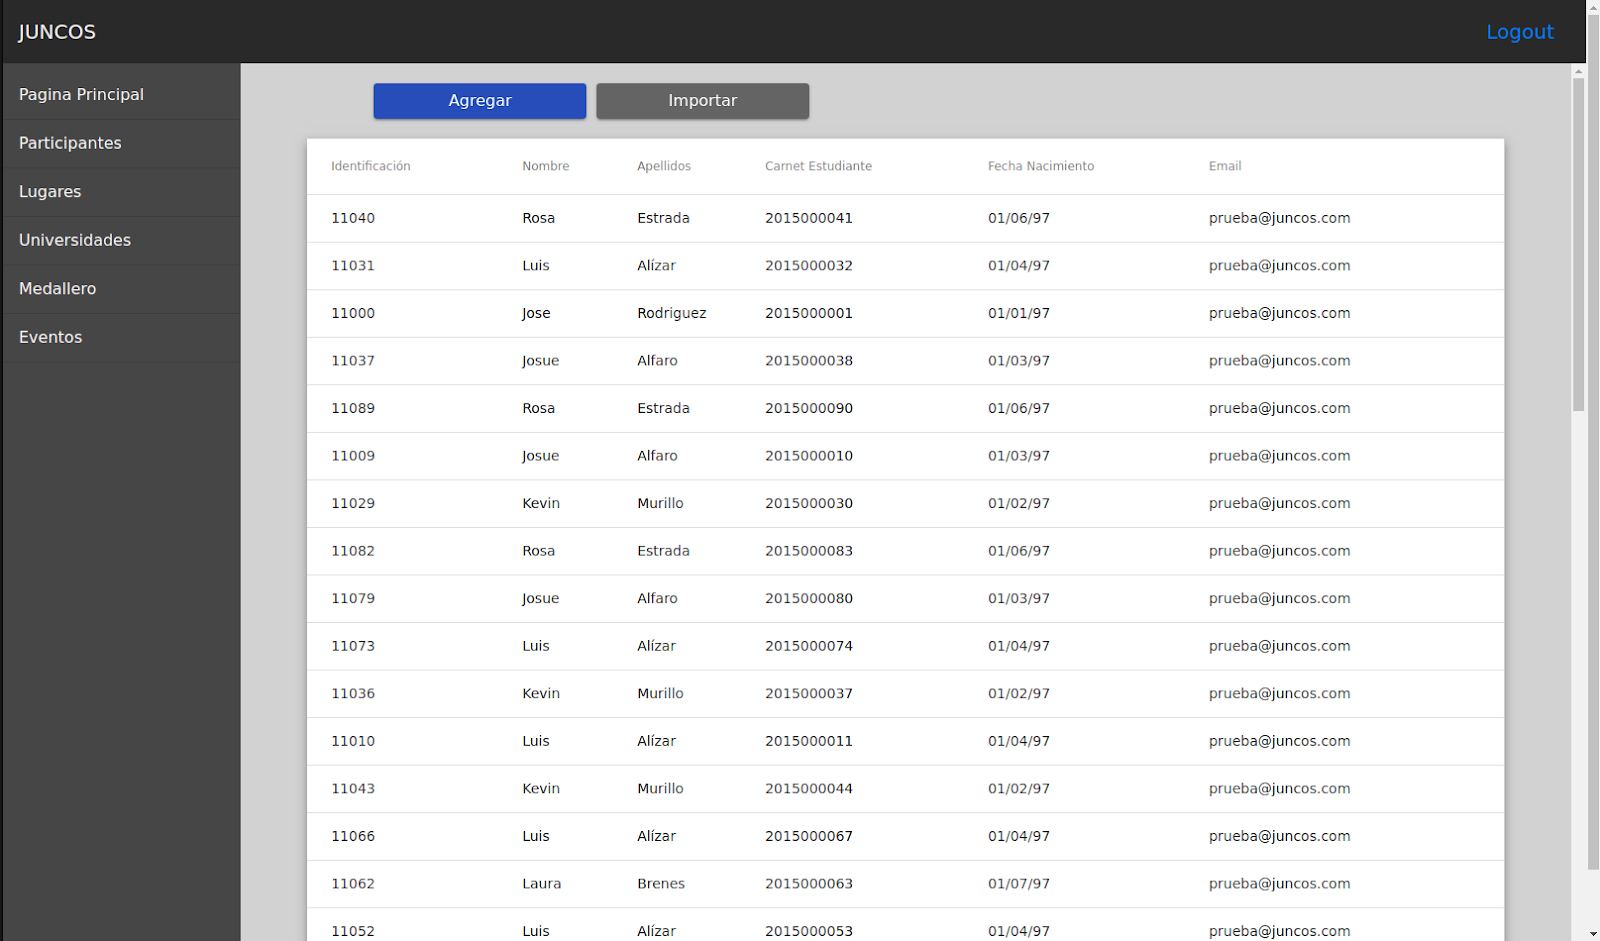 JUNCOS Logout
Pagina Principal
Participantes
Lugares
Universidades
Medallero
Eventos
Agregar Importar
Identificación Nombre Apellidos Carnet Estudiante Fecha Nacimiento Email
11040 Rosa Estrada 2015000041 01/06/97 prueba@juncos.com
11031 Luis Alízar 2015000032 01/04/97 prueba@juncos.com
11000 Jose Rodriguez 2015000001 01/01/97 prueba@juncos.com
11037 Josue Alfaro 2015000038 01/03/97 prueba@juncos.com
11089 Rosa Estrada 2015000090 01/06/97 prueba@juncos.com
11009 Josue Alfaro 2015000010 01/03/97 prueba@juncos.com
11029 Kevin Murillo 2015000030 01/02/97 prueba@juncos.com
11082 Rosa Estrada 2015000083 01/06/97 prueba@juncos.com
11079 Josue Alfaro 2015000080 01/03/97 prueba@juncos.com
11073 Luis Alízar 2015000074 01/04/97 prueba@juncos.com
11036 Kevin Murillo 2015000037 01/02/97 prueba@juncos.com
11010 Luis Alízar 2015000011 01/04/97 prueba@juncos.com
11043 Kevin Murillo 2015000044 01/02/97 prueba@juncos.com
11066 Luis Alízar 2015000067 01/04/97 prueba@juncos.com
11062 Laura Brenes 2015000063 01/07/97 prueba@juncos.com
11052 Luis Alízar 2015000053 01/04/97 prueba@juncos.com